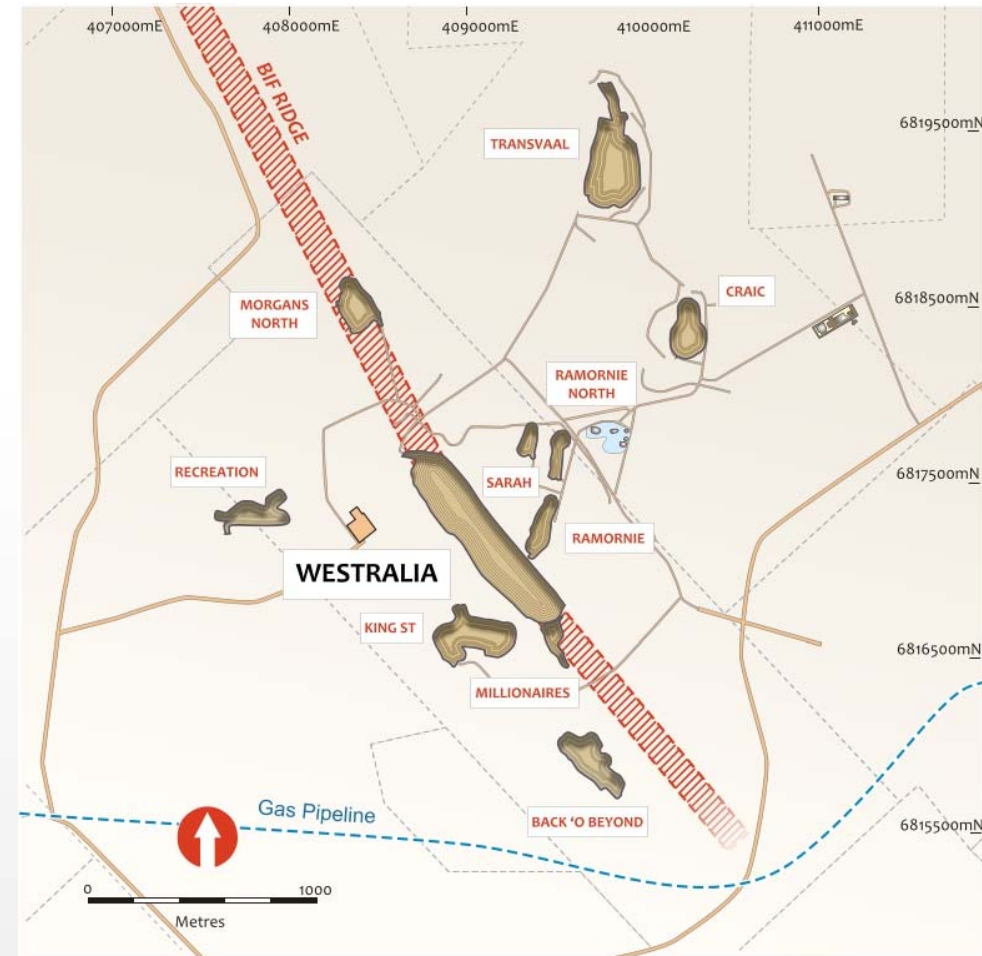 407000mE
408000mE
409000mE
410000mE
411000mE
BIF RIDGE
TRANSVAAL
6819500mN
CRAIC
6818500mN
MORGANS
NORTH
RAMORNIE
NORTH
RECREATION
SARAH
6817500mN
RAMORNIE
WESTRALIA
KING ST
6816500mN
MILLIONAIRES
Gas Pipeline
BACK ‘O BEYOND
6815500mN
0
1000
Metres